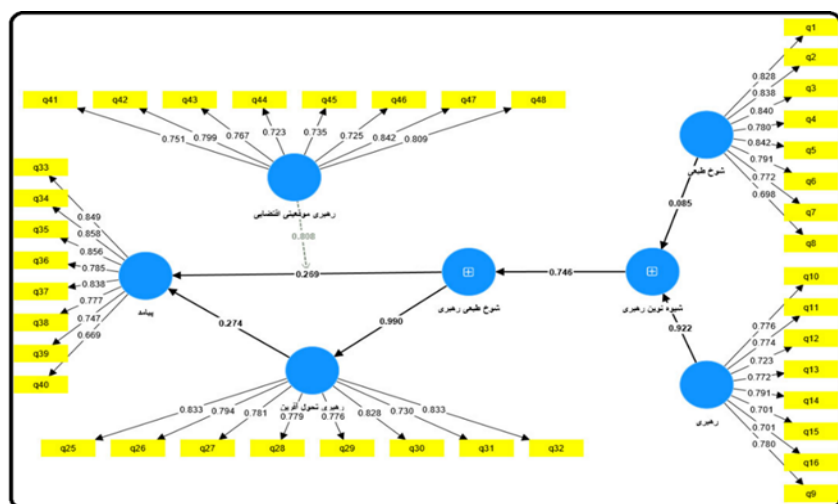 q1
q2
q3
q4
q5
q6
q7
q8
0.828
0.838
0.840
0.780
0.842
0.791
0.772
0.698
شوخ طبعی
0.085
q41
q42
q43
q44
q45
q46
q47
q48
0.751
0.799
0.767
0.723
0.735
0.725
0.842
0.809
رهبری موقعیتی اقتضایی
0.808
q33
q34
q35
q36
q37
q38
q39
q40
0.849
0.858
0.856
0.785
0.838
0.777
0.747
0.669
پیامد
0.269
شوخ طبعی رهبری
0.746
شیوه نوین رهبری
0.274
0.990
0.922
رهبری تحول آفرین
0.833
0.794
0.781
0.779
0.776
0.828
0.730
0.833
q25
q26
q27
q28
q29
q30
q31
q32
q10
q11
q12
q13
q14
q15
q16
q9
0.776
0.774
0.723
0.772
0.791
0.701
0.701
0.780
رهبری